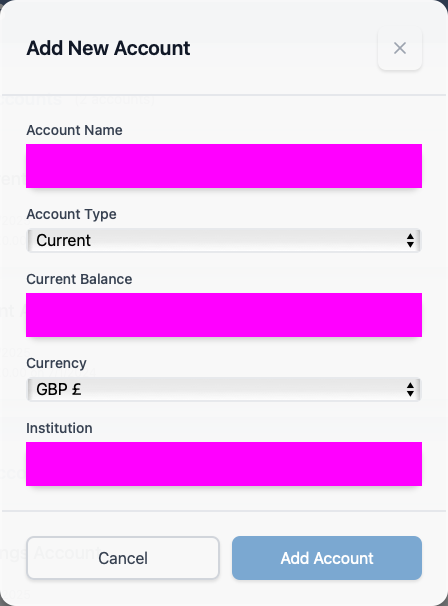 Add New Account
Account Name
Account Type
Current
Current Balance
Currency
GBP £
Institution
Cancel
Add Account